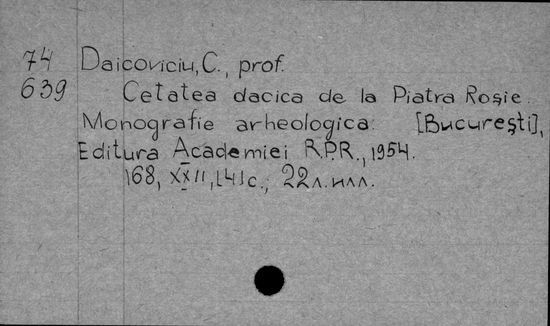 74 Daicoviciu, C., prof.
639 Cetatea dacica de la Piatra Roşie.
Monografie arheologica. [Bucureşti],
Editura Academiei R.P.R., 1954.
168, XXII, [4] c.; 22 л. илл.